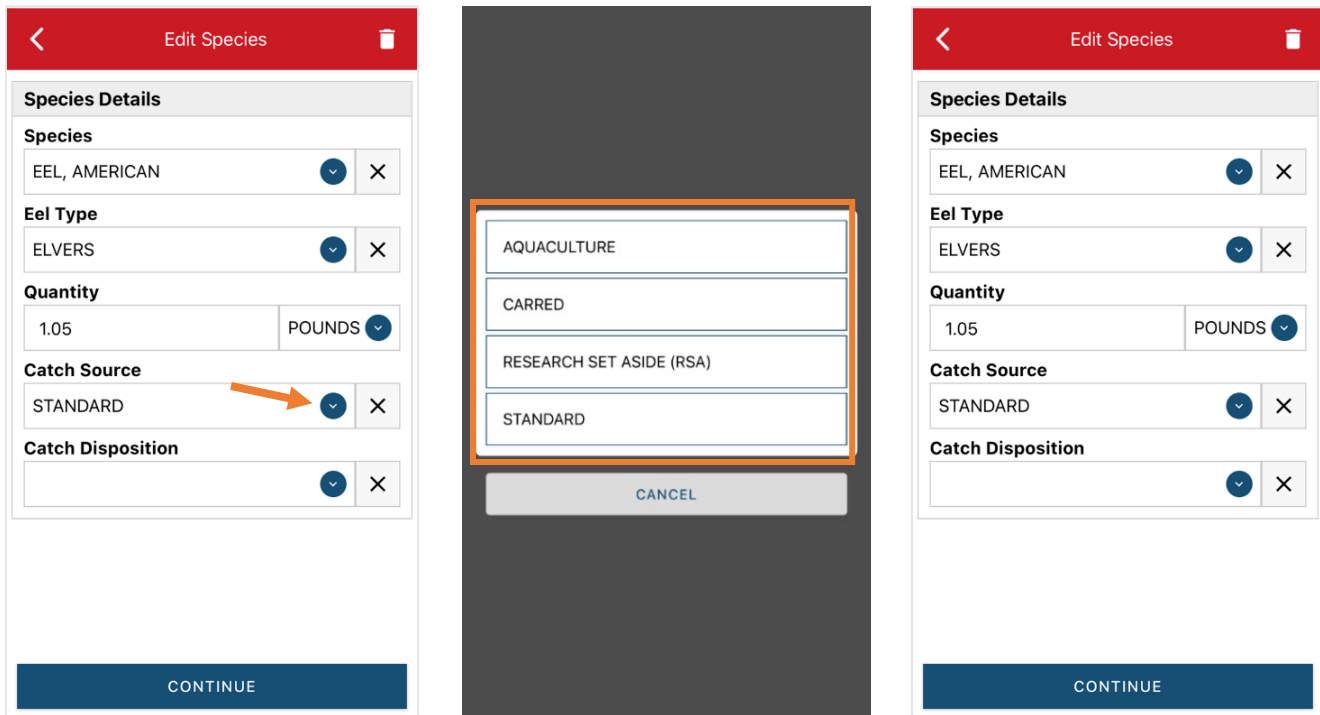 Edit Species
Species Details
Species
EEL, AMERICAN
Eel Type
ELVERS
Quantity
1.05 POUNDS
Catch Source
STANDARD
Catch Disposition
CONTINUE
AQUACULTURE
CARRED
RESEARCH SET ASIDE (RSA)
STANDARD
CANCEL
Edit Species
Species Details
Species
EEL, AMERICAN
Eel Type
ELVERS
Quantity
1.05 POUNDS
Catch Source
STANDARD
Catch Disposition
CONTINUE